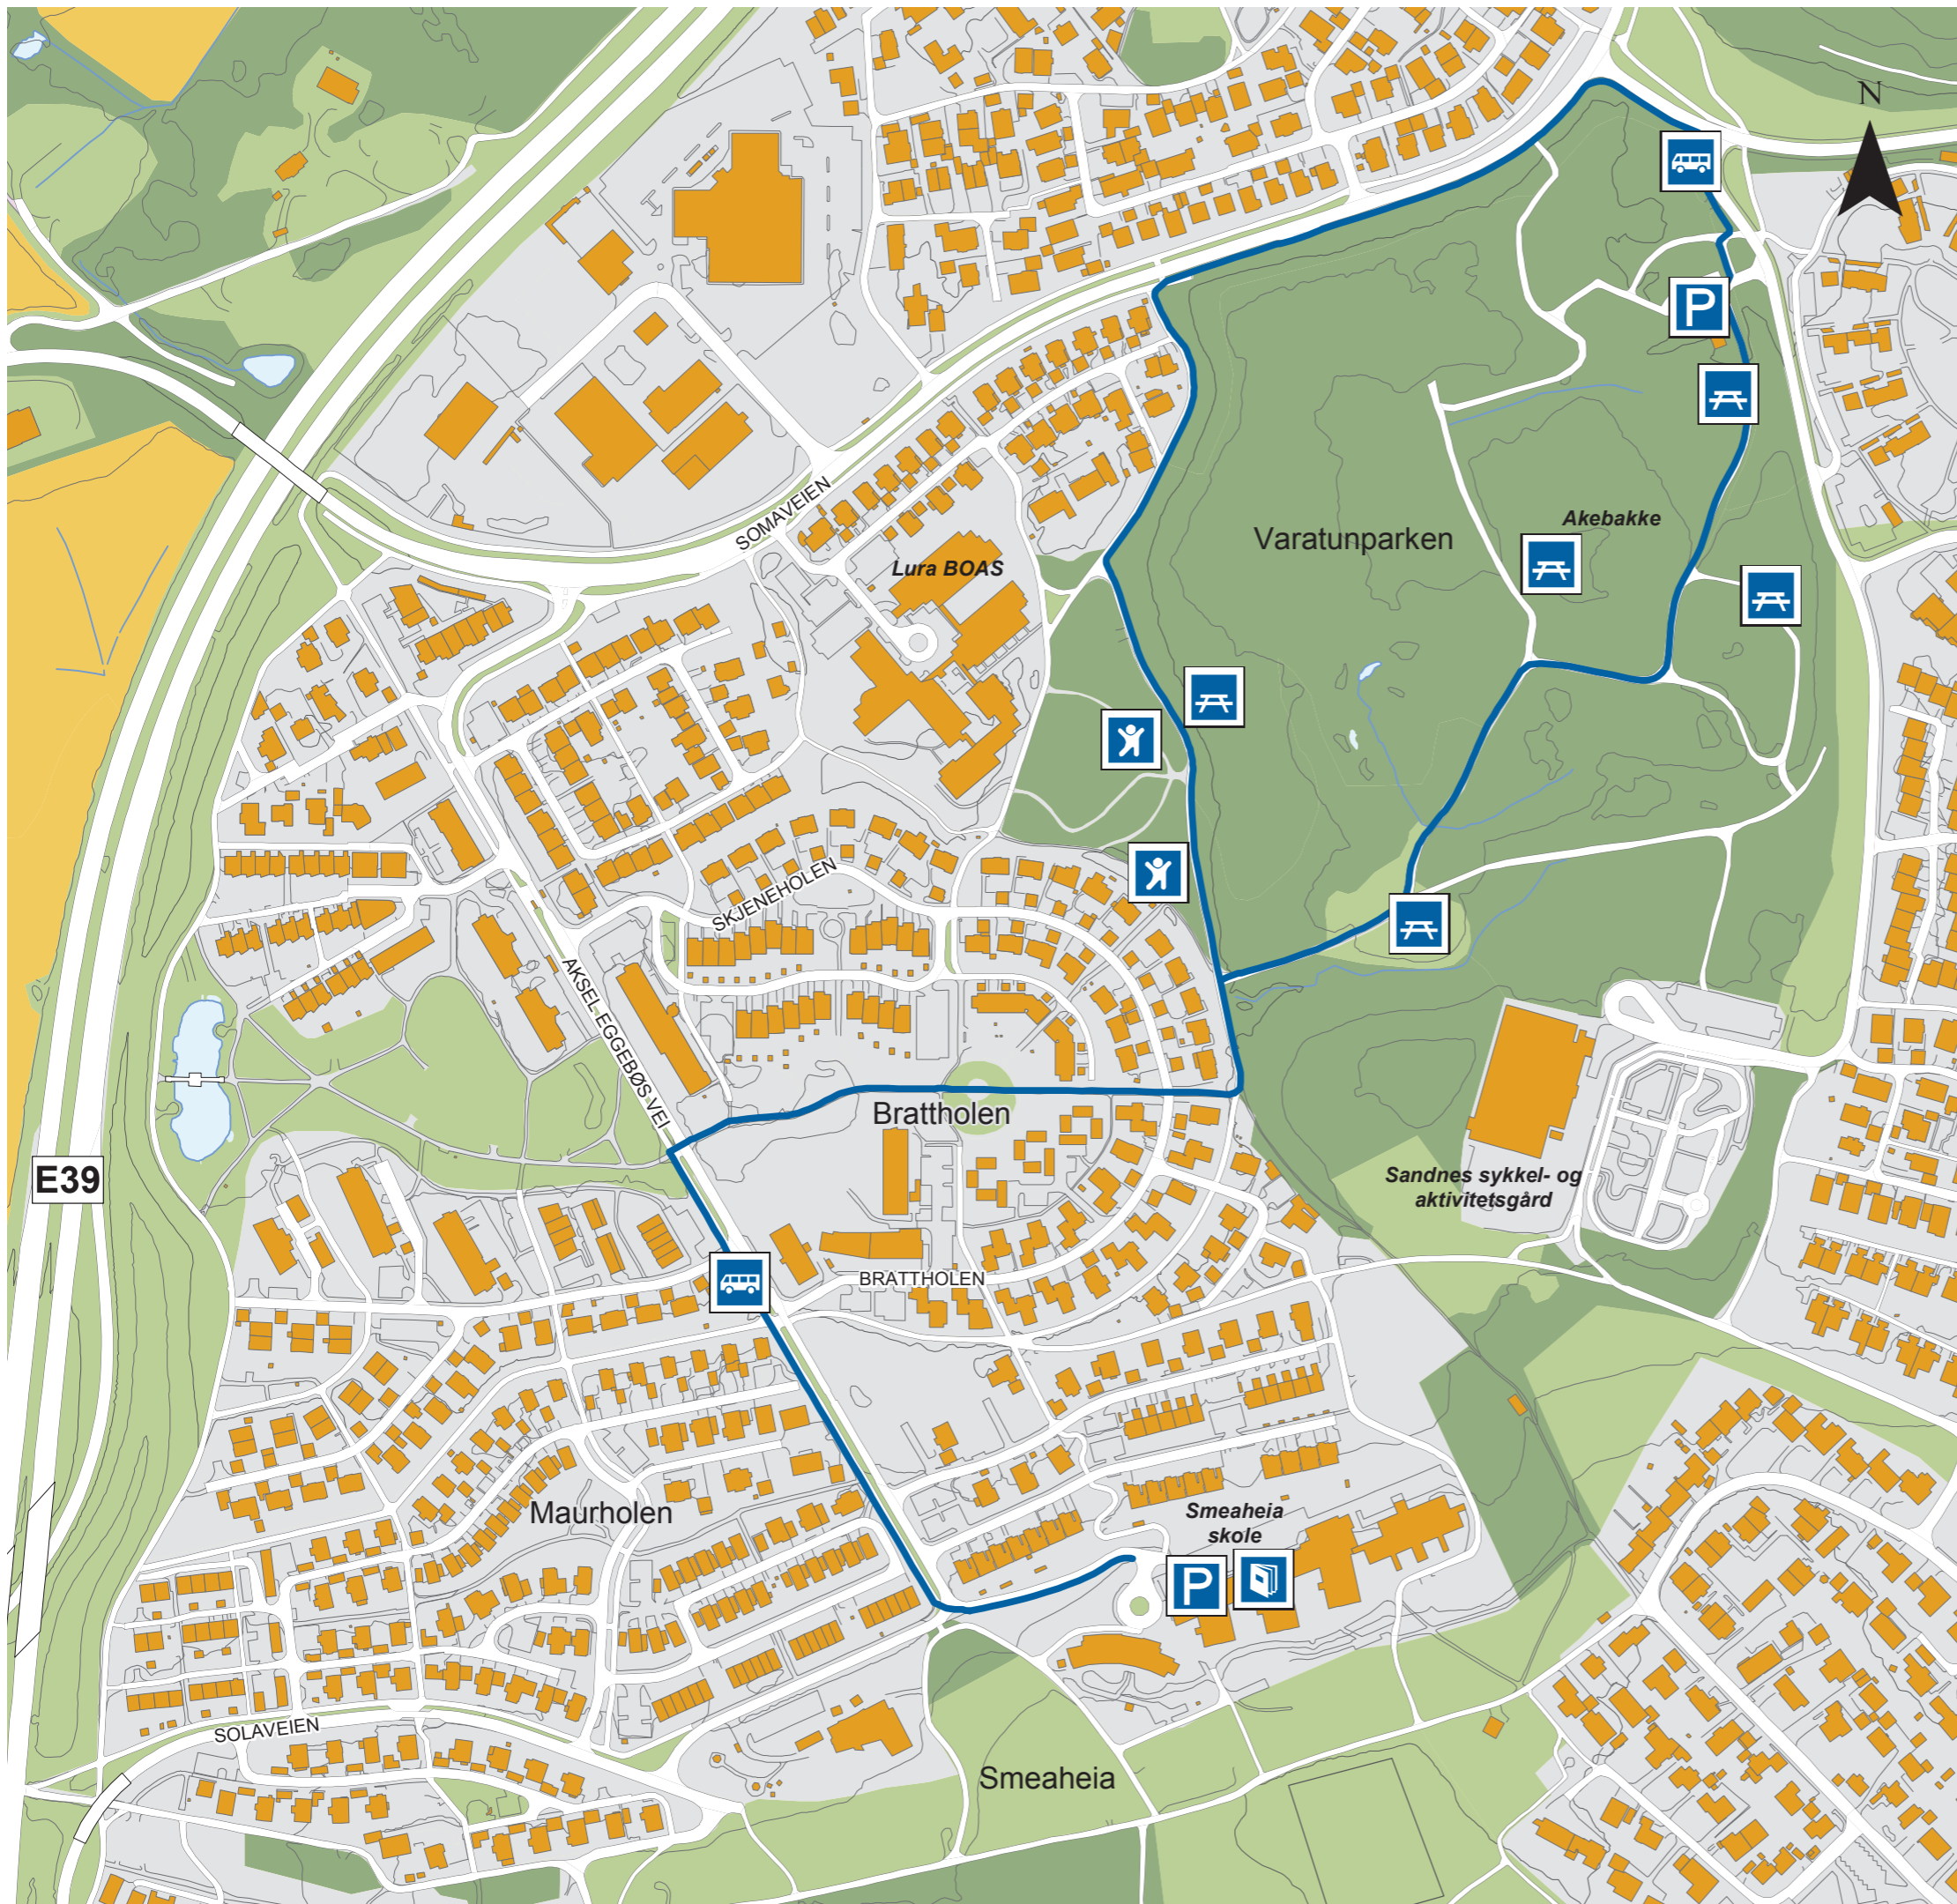 N
P
SOMAVEIEN
Akebakke
Varatunparken
Lura BOAS
SKJENEHOLEN
AKSEL EGGEBØS VEI
Brattholen
E39
Sandnes sykkel- og
aktivitetsgård
BRATTHOLEN
Maurholen
Smeaheia
skole
P
SOLAVEIEN
Smeaheia